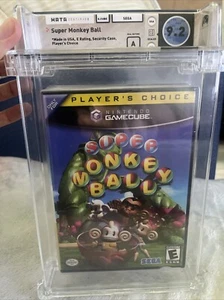 WATA
SEGA
Super Monkey Ball
*Made in USA, E Rating, Security Case,
Player's Choice
A
9.2
PLAYER'S CHOICE
NINTENDO
GAMECUBE
SUPER
MONKEY
BALL
SEGA
E